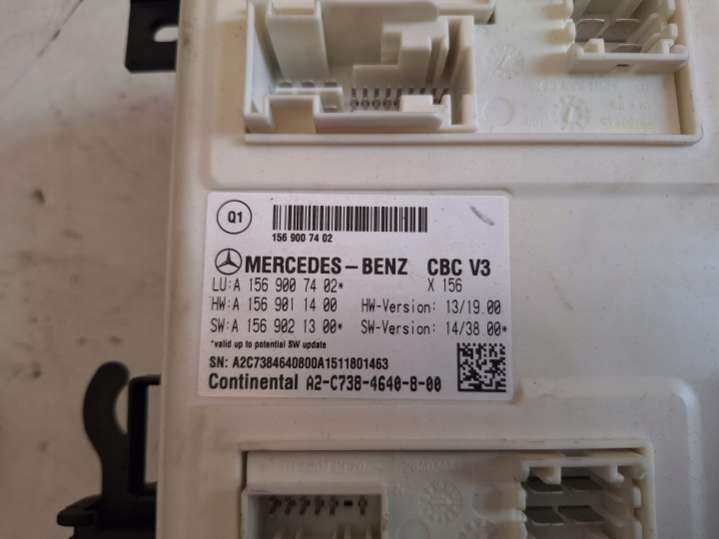 Q1
156 900 74 02
MERCEDES-BENZ CBC V3
LU:A 156 900 74 02* X 156
HW:A 156 901 14 00 HW-Version: 13/19.00
SW:A 156 902 13 00* SW-Version: 14/38.00*
*valid up to potential SW update
SN: A2C7384640800A1511801463
Continental A2-C738-4640-8-00